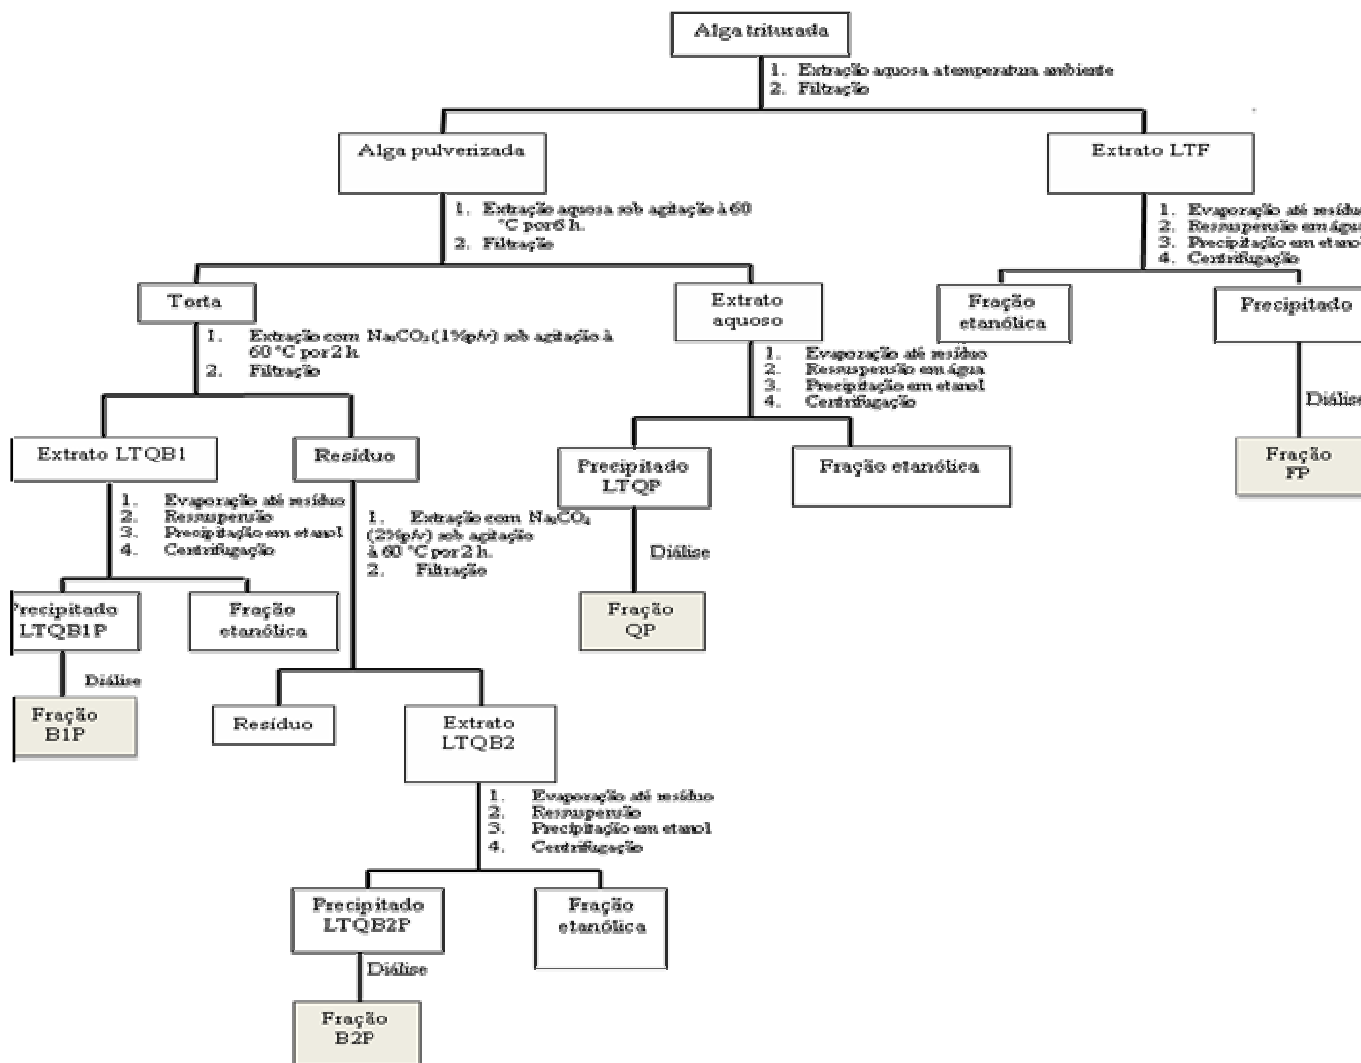 Alga triturada
1. Extração aquosa a temperatura ambiente
2. Filtração
Alga pulverizada
Extrato LTF
1. Extração aquosa sob agitação à 60
°C por 6 h.
2. Filtração
1. Evaporação até resíduo
2. Ressuspensão em água
3. Precipitação em etanol
4. Centrifugação
Torta
Extrato
aquoso
Fração
etanólica
Precipitado
1. Extração com Na₂CO₃ (1%p/v) sob agitação à
60 °C por 2 h
2. Filtração
1. Evaporação até resíduo
2. Ressuspensão em água
3. Precipitação em etanol
4. Centrifugação
Diálise
Extrato LTQB1
Resíduo
Precipitado
LTQP
Fração etanólica
Fração
FP
1. Evaporação até resíduo
2. Ressuspensão
3. Precipitação em etanol
4. Centrifugação
1. Extração com Na₂CO₃
(2%p/v) sob agitação
à 60 °C por 2 h.
2. Filtração
Diálise
Precipitado
LTQB1P
Fração
etanólica
Fração
QP
Diálise
Fração
B1P
Resíduo
Extrato
LTQB2
1. Evaporação até resíduo
2. Ressuspensão
3. Precipitação em etanol
4. Centrifugação
Precipitado
LTQB2P
Fração
etanólica
Diálise
Fração
B2P